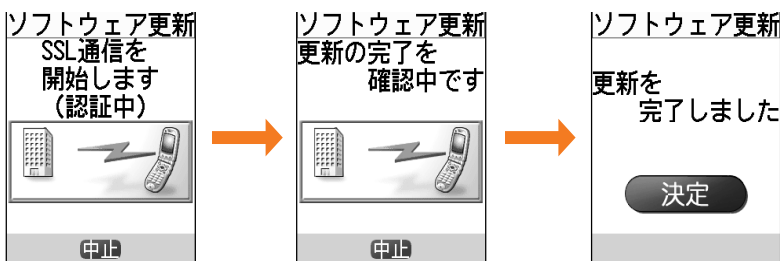 ソフトウェア更新
SSL通信を
開始します
(認証中)
中止
ソフトウェア更新
更新の完了を
確認中です
中止
ソフトウェア更新
更新を
完了しました
決定